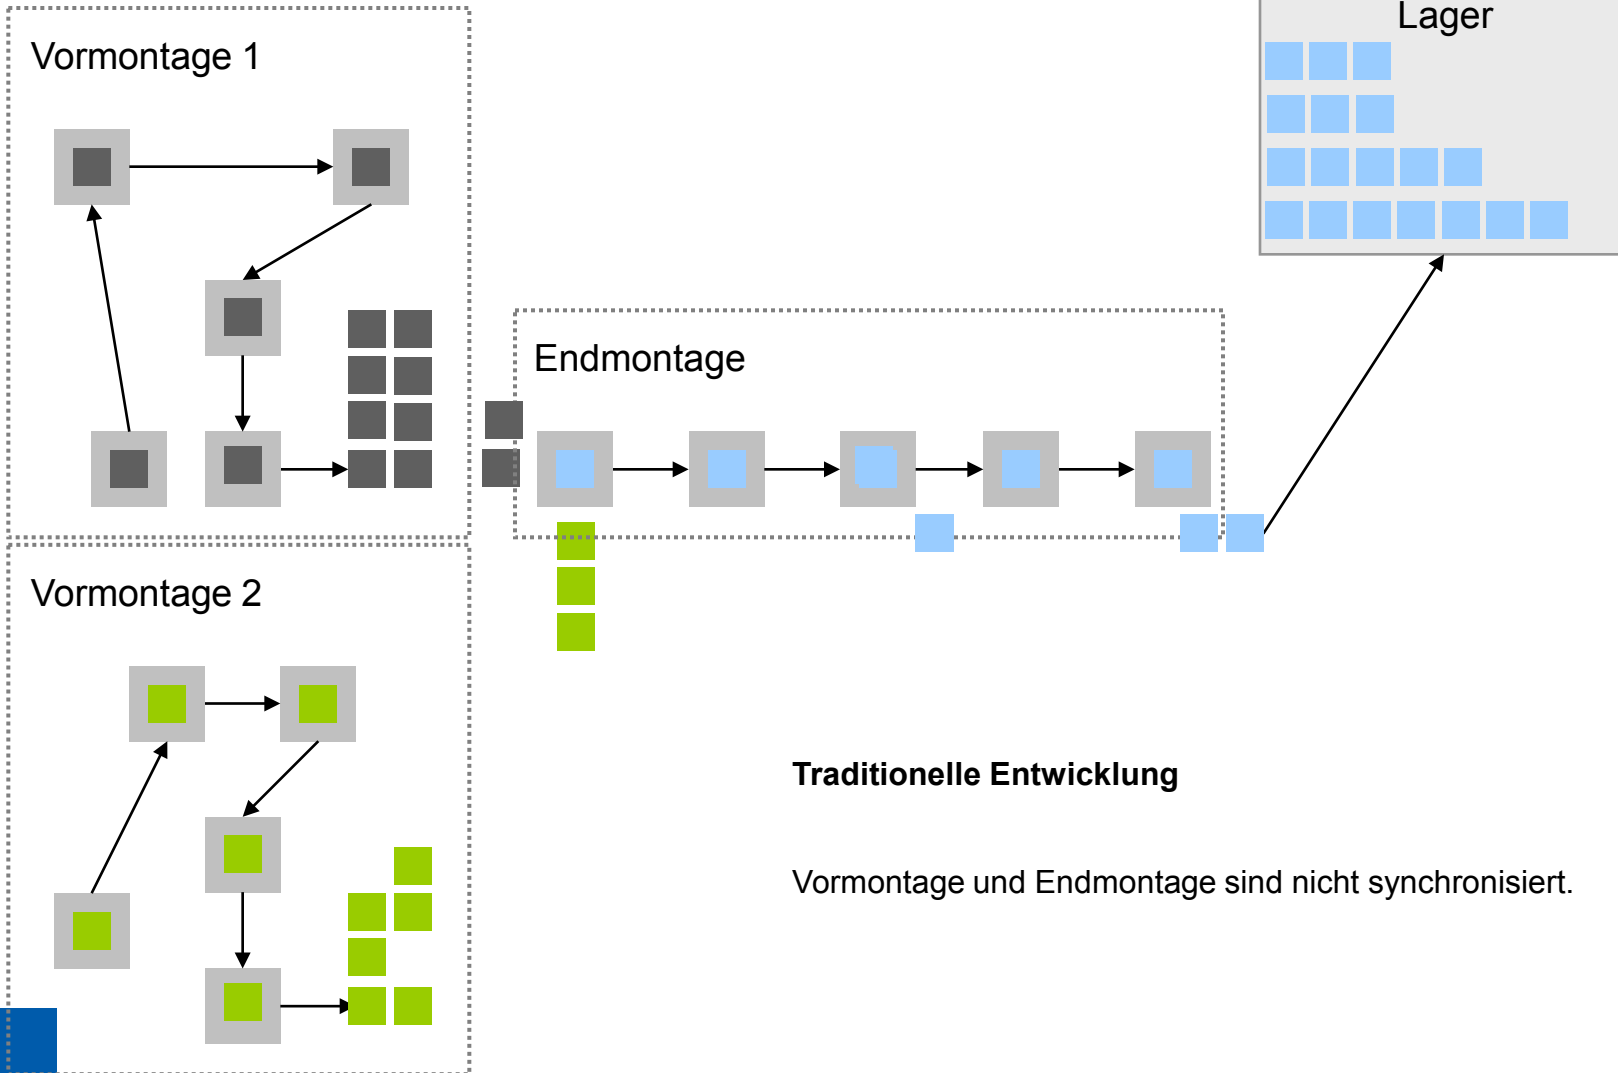 Lager
Vormontage 1
Endmontage
Vormontage 2
Traditionelle Entwicklung
Vormontage und Endmontage sind nicht synchronisiert.